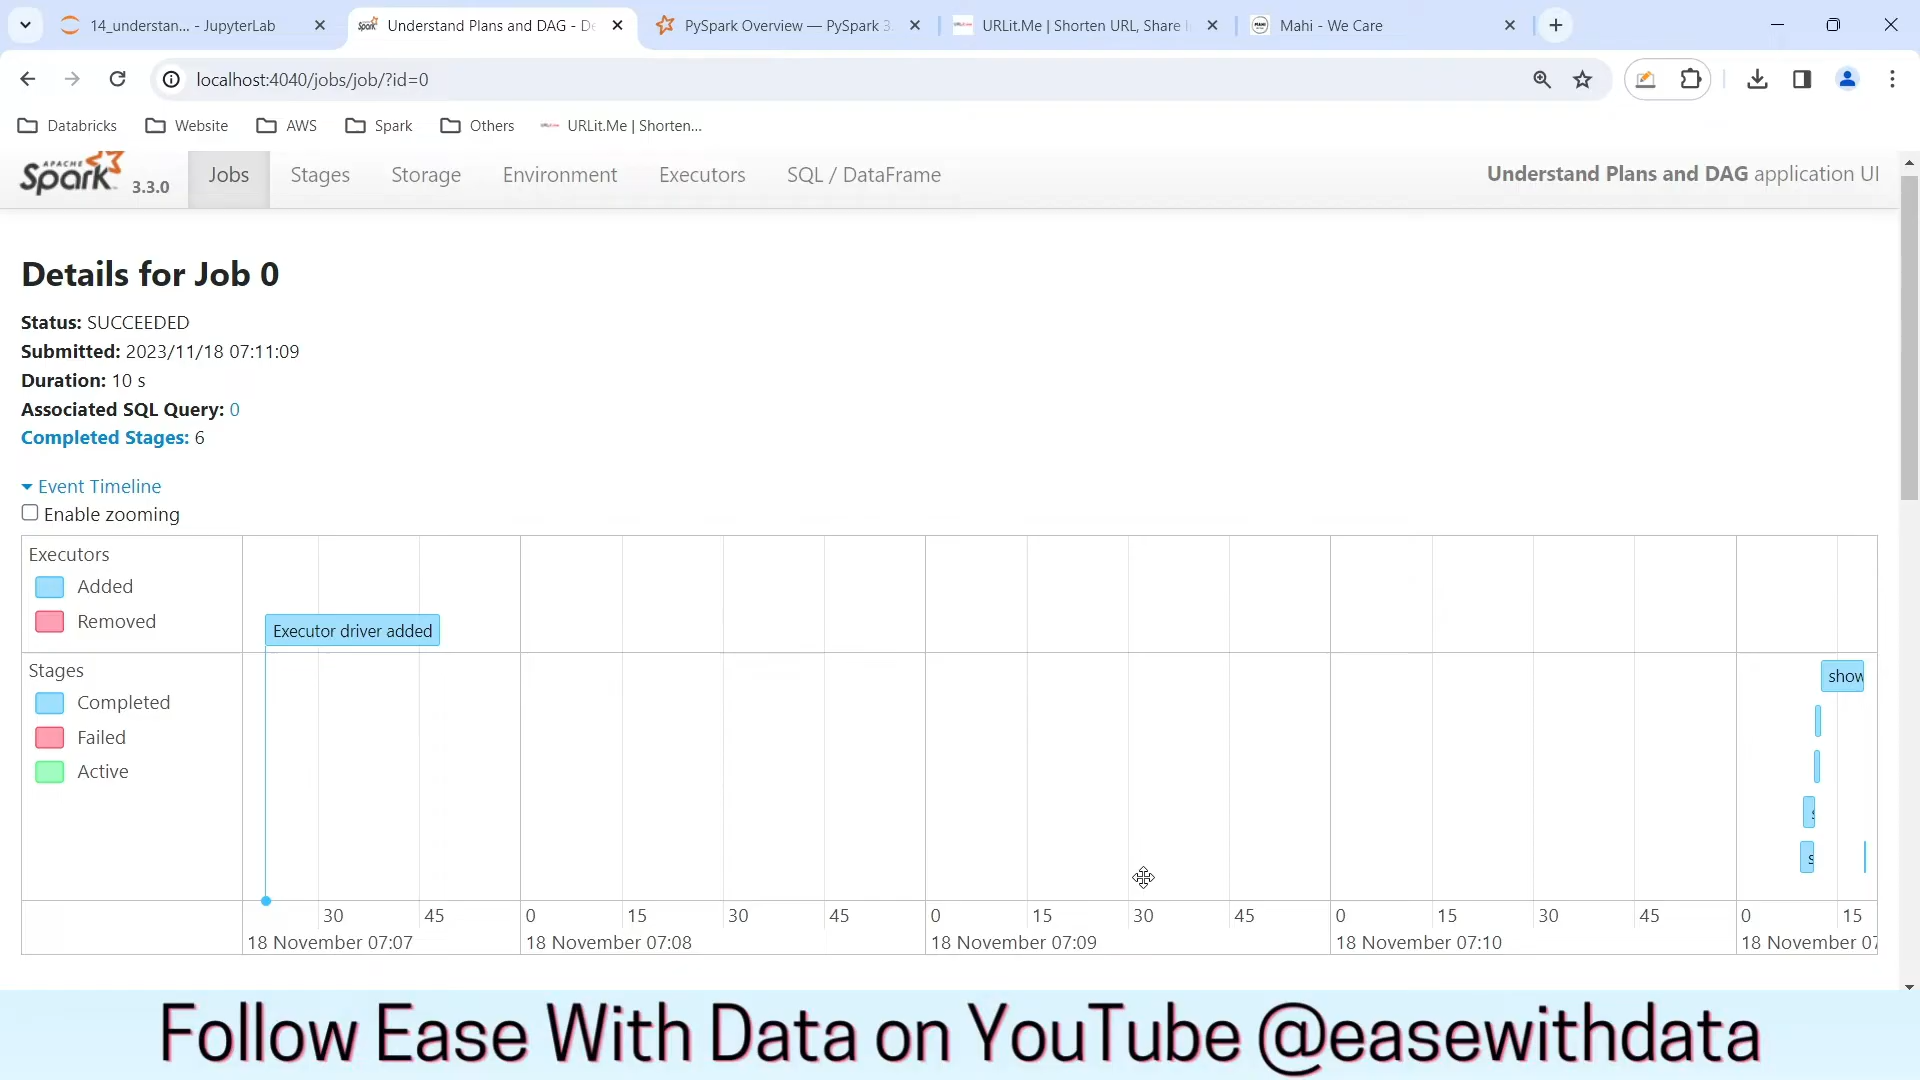 14_understan... - JupyterLab
Understand Plans and DAG - De
PySpark Overview — PySpark 3.
URLit.Me | Shorten URL, Share
Mahi - We Care
localhost:4040/jobs/job/?id=0
Databricks
Website
AWS
Spark
Others
URLit.Me | Shorten...
APACHE
Spark 3.3.0
Jobs
Stages
Storage
Environment
Executors
SQL / DataFrame
Understand Plans and DAG application UI
Details for Job 0
Status: SUCCEEDED
Submitted: 2023/11/18 07:11:09
Duration: 10 s
Associated SQL Query: 0
Completed Stages: 6
Event Timeline
Enable zooming
Executors
Added
Removed
Executor driver added
Stages
Completed
Failed
Active
show
s
30 45 0 15 30 45 0 15 30 45 0 15 30 45 0 15
18 November 07:07 18 November 07:08 18 November 07:09 18 November 07:10 18 November 07
Follow Ease With Data on YouTube @easewithdata